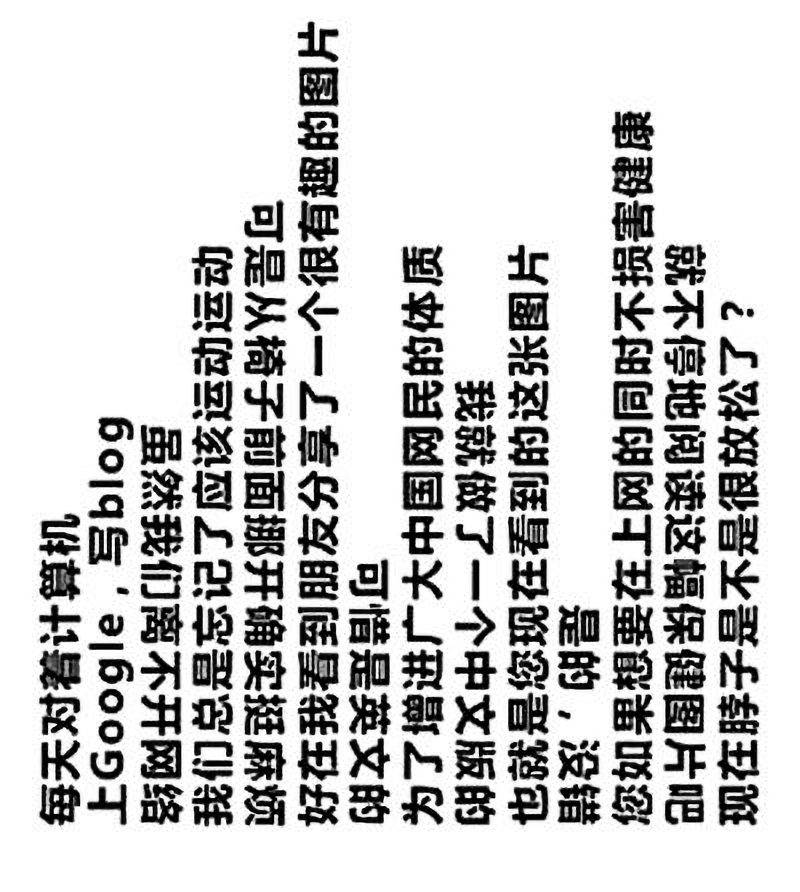 每天对着计算机
上Google，写blog
虽然我们离不开网络
我们总是忘记了应该运动运动
可是从椅子前面挪开确实挺麻烦
好在我看到朋友分享了一个很有趣的图片
可惜是英文的
为了增进广大中国网民的体质
我就做了一个中文版的
也就是您现在看到的这张图片
是的，没错
您如果想要在上网的同时不损害健康
就不停地阅读这幅保健图片吧
现在脖子是不是很放松了？